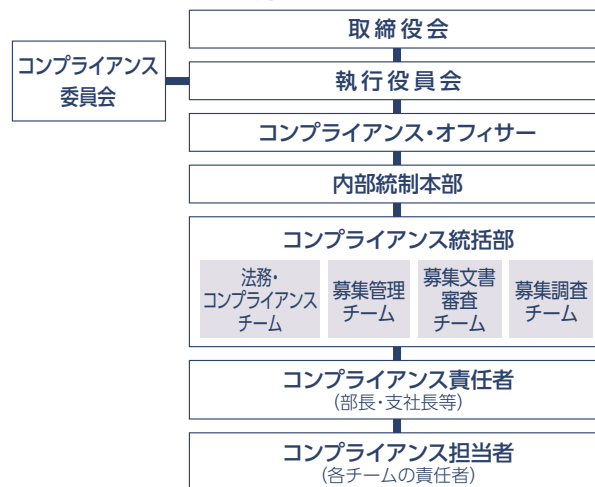 取締役会
コンプライアンス
委員会
執行役員会
コンプライアンス・オフィサー
内部統制本部
コンプライアンス統括部
法務・
コンプライアンス
チーム
募集管理
チーム
募集文書
審査
チーム
募集調査
チーム
コンプライアンス責任者
(部長・支社長等)
コンプライアンス担当者
(各チームの責任者)